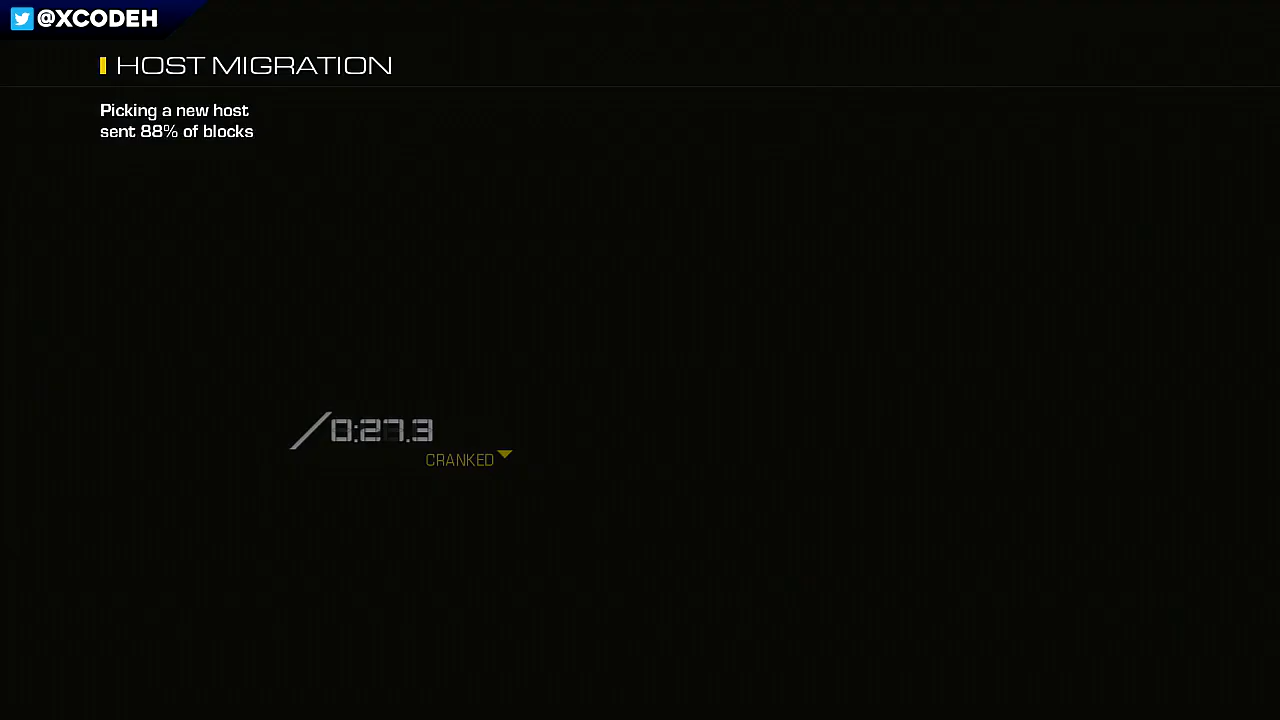 @XCODEH
HOST MIGRATION
Picking a new host
sent 88% of blocks
0:27.3
CRANKED